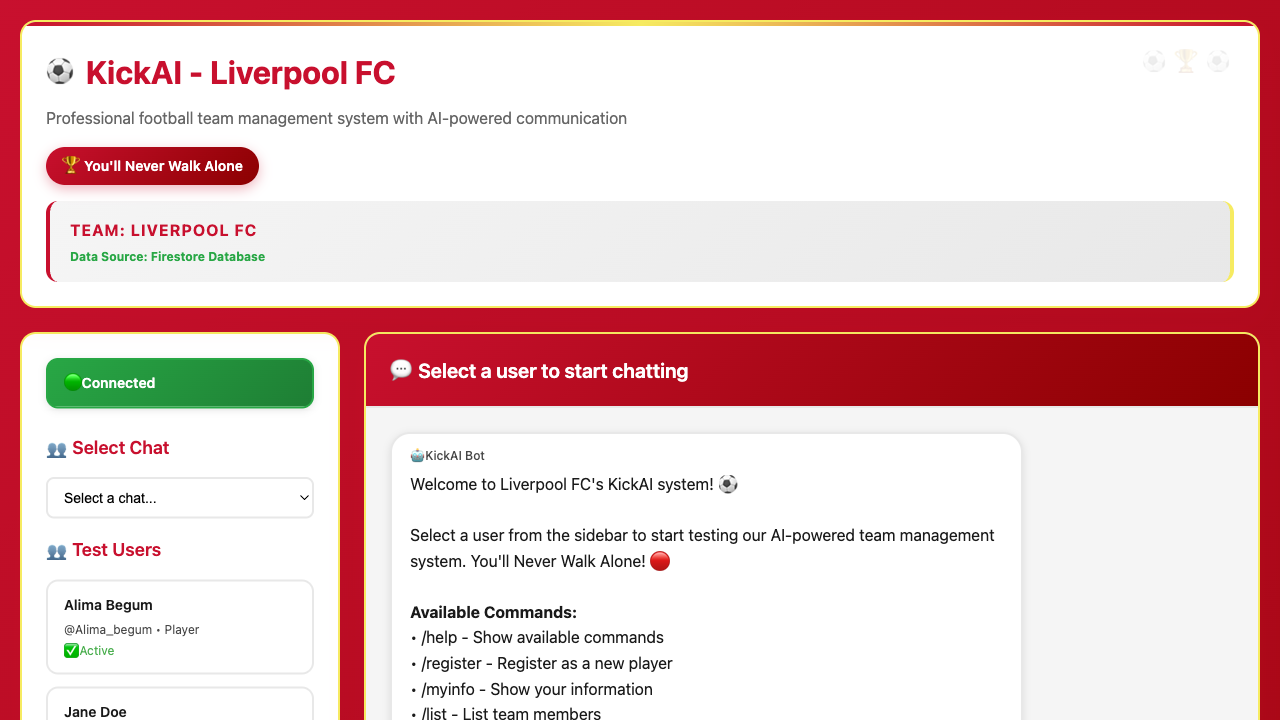 ⚽ KickAI - Liverpool FC
Professional football team management system with AI-powered communication
🏆 You'll Never Walk Alone
TEAM: LIVERPOOL FC
Data Source: Firestore Database
🟢Connected
👥 Select Chat
Select a chat...
👥 Test Users
Alima Begum
@Alima_begum • Player
✅Active
Jane Doe
💬 Select a user to start chatting
🤖KickAI Bot
Welcome to Liverpool FC's KickAI system! ⚽
Select a user from the sidebar to start testing our AI-powered team management
system. You'll Never Walk Alone! 🔴
Available Commands:
• /help - Show available commands
• /register - Register as a new player
• /myinfo - Show your information
• /list - List team members